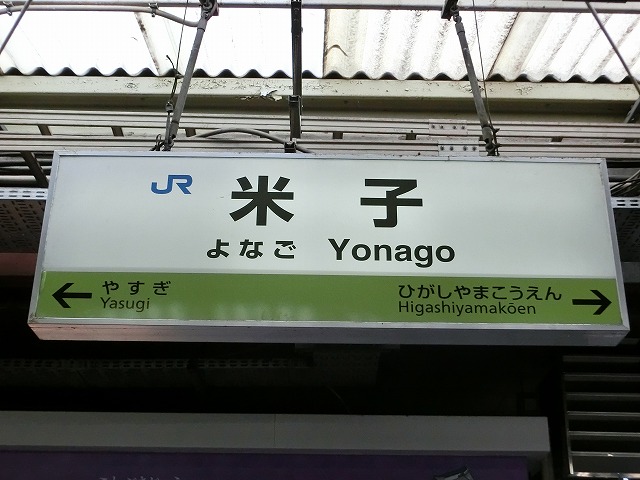 JR 米子
よなご Yonago
← やすぎ
Yasugi
ひがしやまこうえん →
Higashiyamakōen